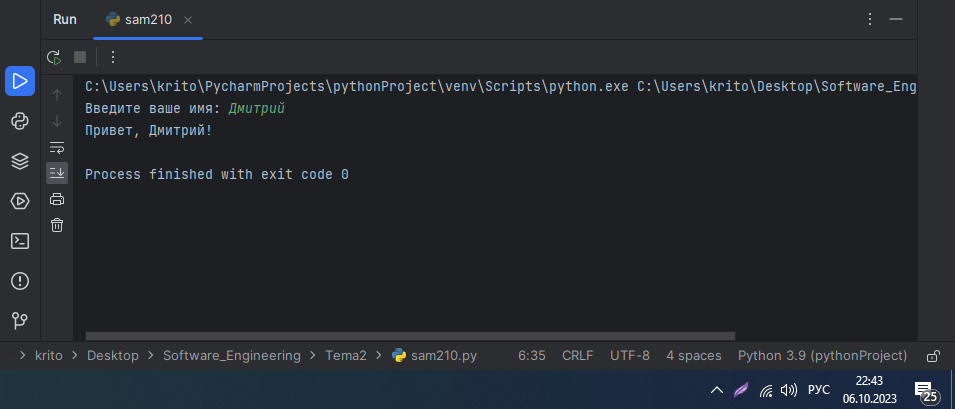 Run sam210
C:\Users\krito\PycharmProjects\pythonProject\venv\Scripts\python.exe C:\Users\krito\Desktop\Software_Eng
Введите ваше имя: Дмитрий
Привет, Дмитрий!
Process finished with exit code 0
krito Desktop Software_Engineering Tema2 sam210.py 6:35 CRLF UTF-8 4 spaces Python 3.9 (pythonProject)
РУС 22:43
06.10.2023 25